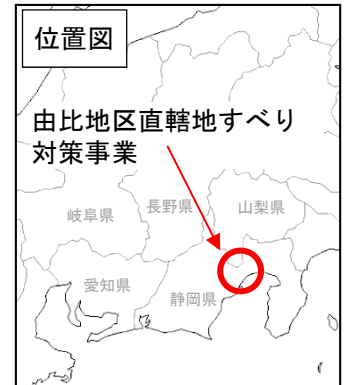 位置図
由比地区直轄地すべり
対策事業
岐阜県
長野県
山梨県
愛知県
静岡県